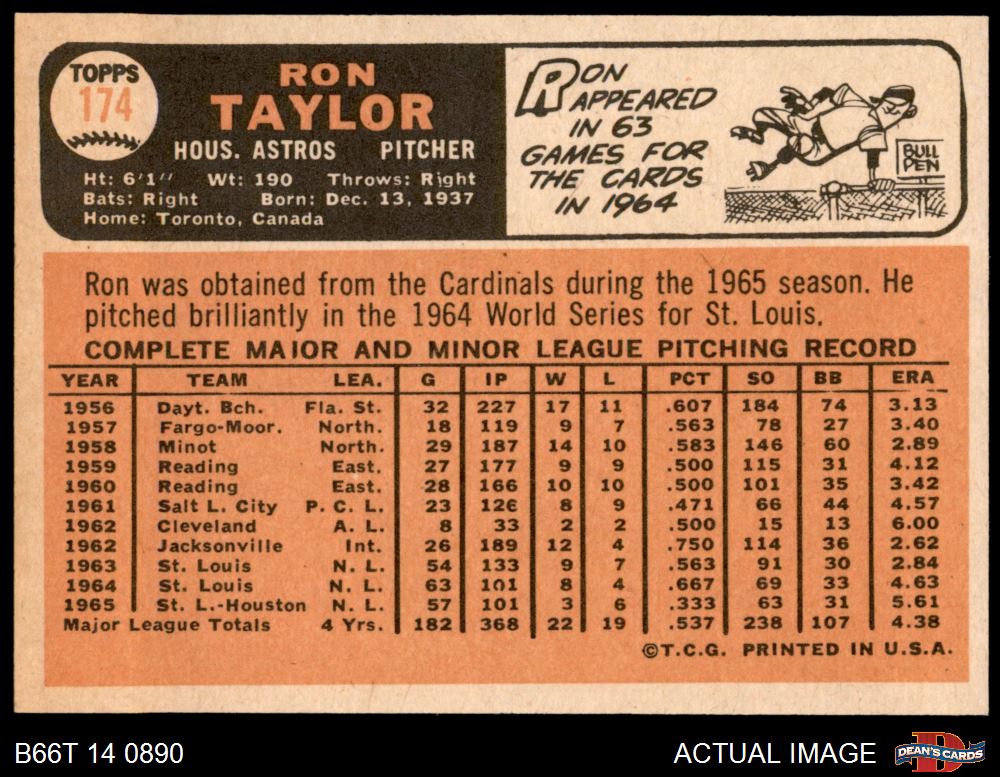 TOPPS
174
RON
TAYLOR
HOUS. ASTROS PITCHER
Ht: 6'1" Wt: 190 Throws: Right
Bats: Right Born: Dec. 13, 1937
Home: Toronto, Canada
RON
APPEARED
IN 63
GAMES FOR
THE CARDS
IN 1964
BULL
PEN
Ron was obtained from the Cardinals during the 1965 season. He
pitched brilliantly in the 1964 World Series for St. Louis.
COMPLETE MAJOR AND MINOR LEAGUE PITCHING RECORD
YEAR TEAM LEA. G IP W L PCT SO BB ERA
1956 Dayt. Bch. Fla. St. 32 227 17 11 .607 184 74 3.13
1957 Fargo-Moor. North. 18 119 9 7 .563 78 27 3.40
1958 Minot North. 29 187 14 10 .583 146 60 2.89
1959 Reading East. 27 177 9 9 .500 115 31 4.12
1960 Reading East. 28 166 10 10 .500 101 35 3.42
1961 Salt L. City P. C. L. 23 126 8 9 .471 66 44 4.57
1962 Cleveland A. L. 8 33 2 2 .500 15 13 6.00
1962 Jacksonville Int. 26 189 12 4 .750 114 36 2.62
1963 St. Louis N. L. 54 133 9 7 .563 91 30 2.84
1964 St. Louis N. L. 63 101 8 4 .667 69 33 4.63
1965 St. L.-Houston N. L. 57 101 3 6 .333 63 31 5.61
Major League Totals 4 Yrs. 182 368 22 19 .537 238 107 4.38
©T.C.G. PRINTED IN U.S.A.
B66T 14 0890
ACTUAL IMAGE
D
DEAN'S CARDS